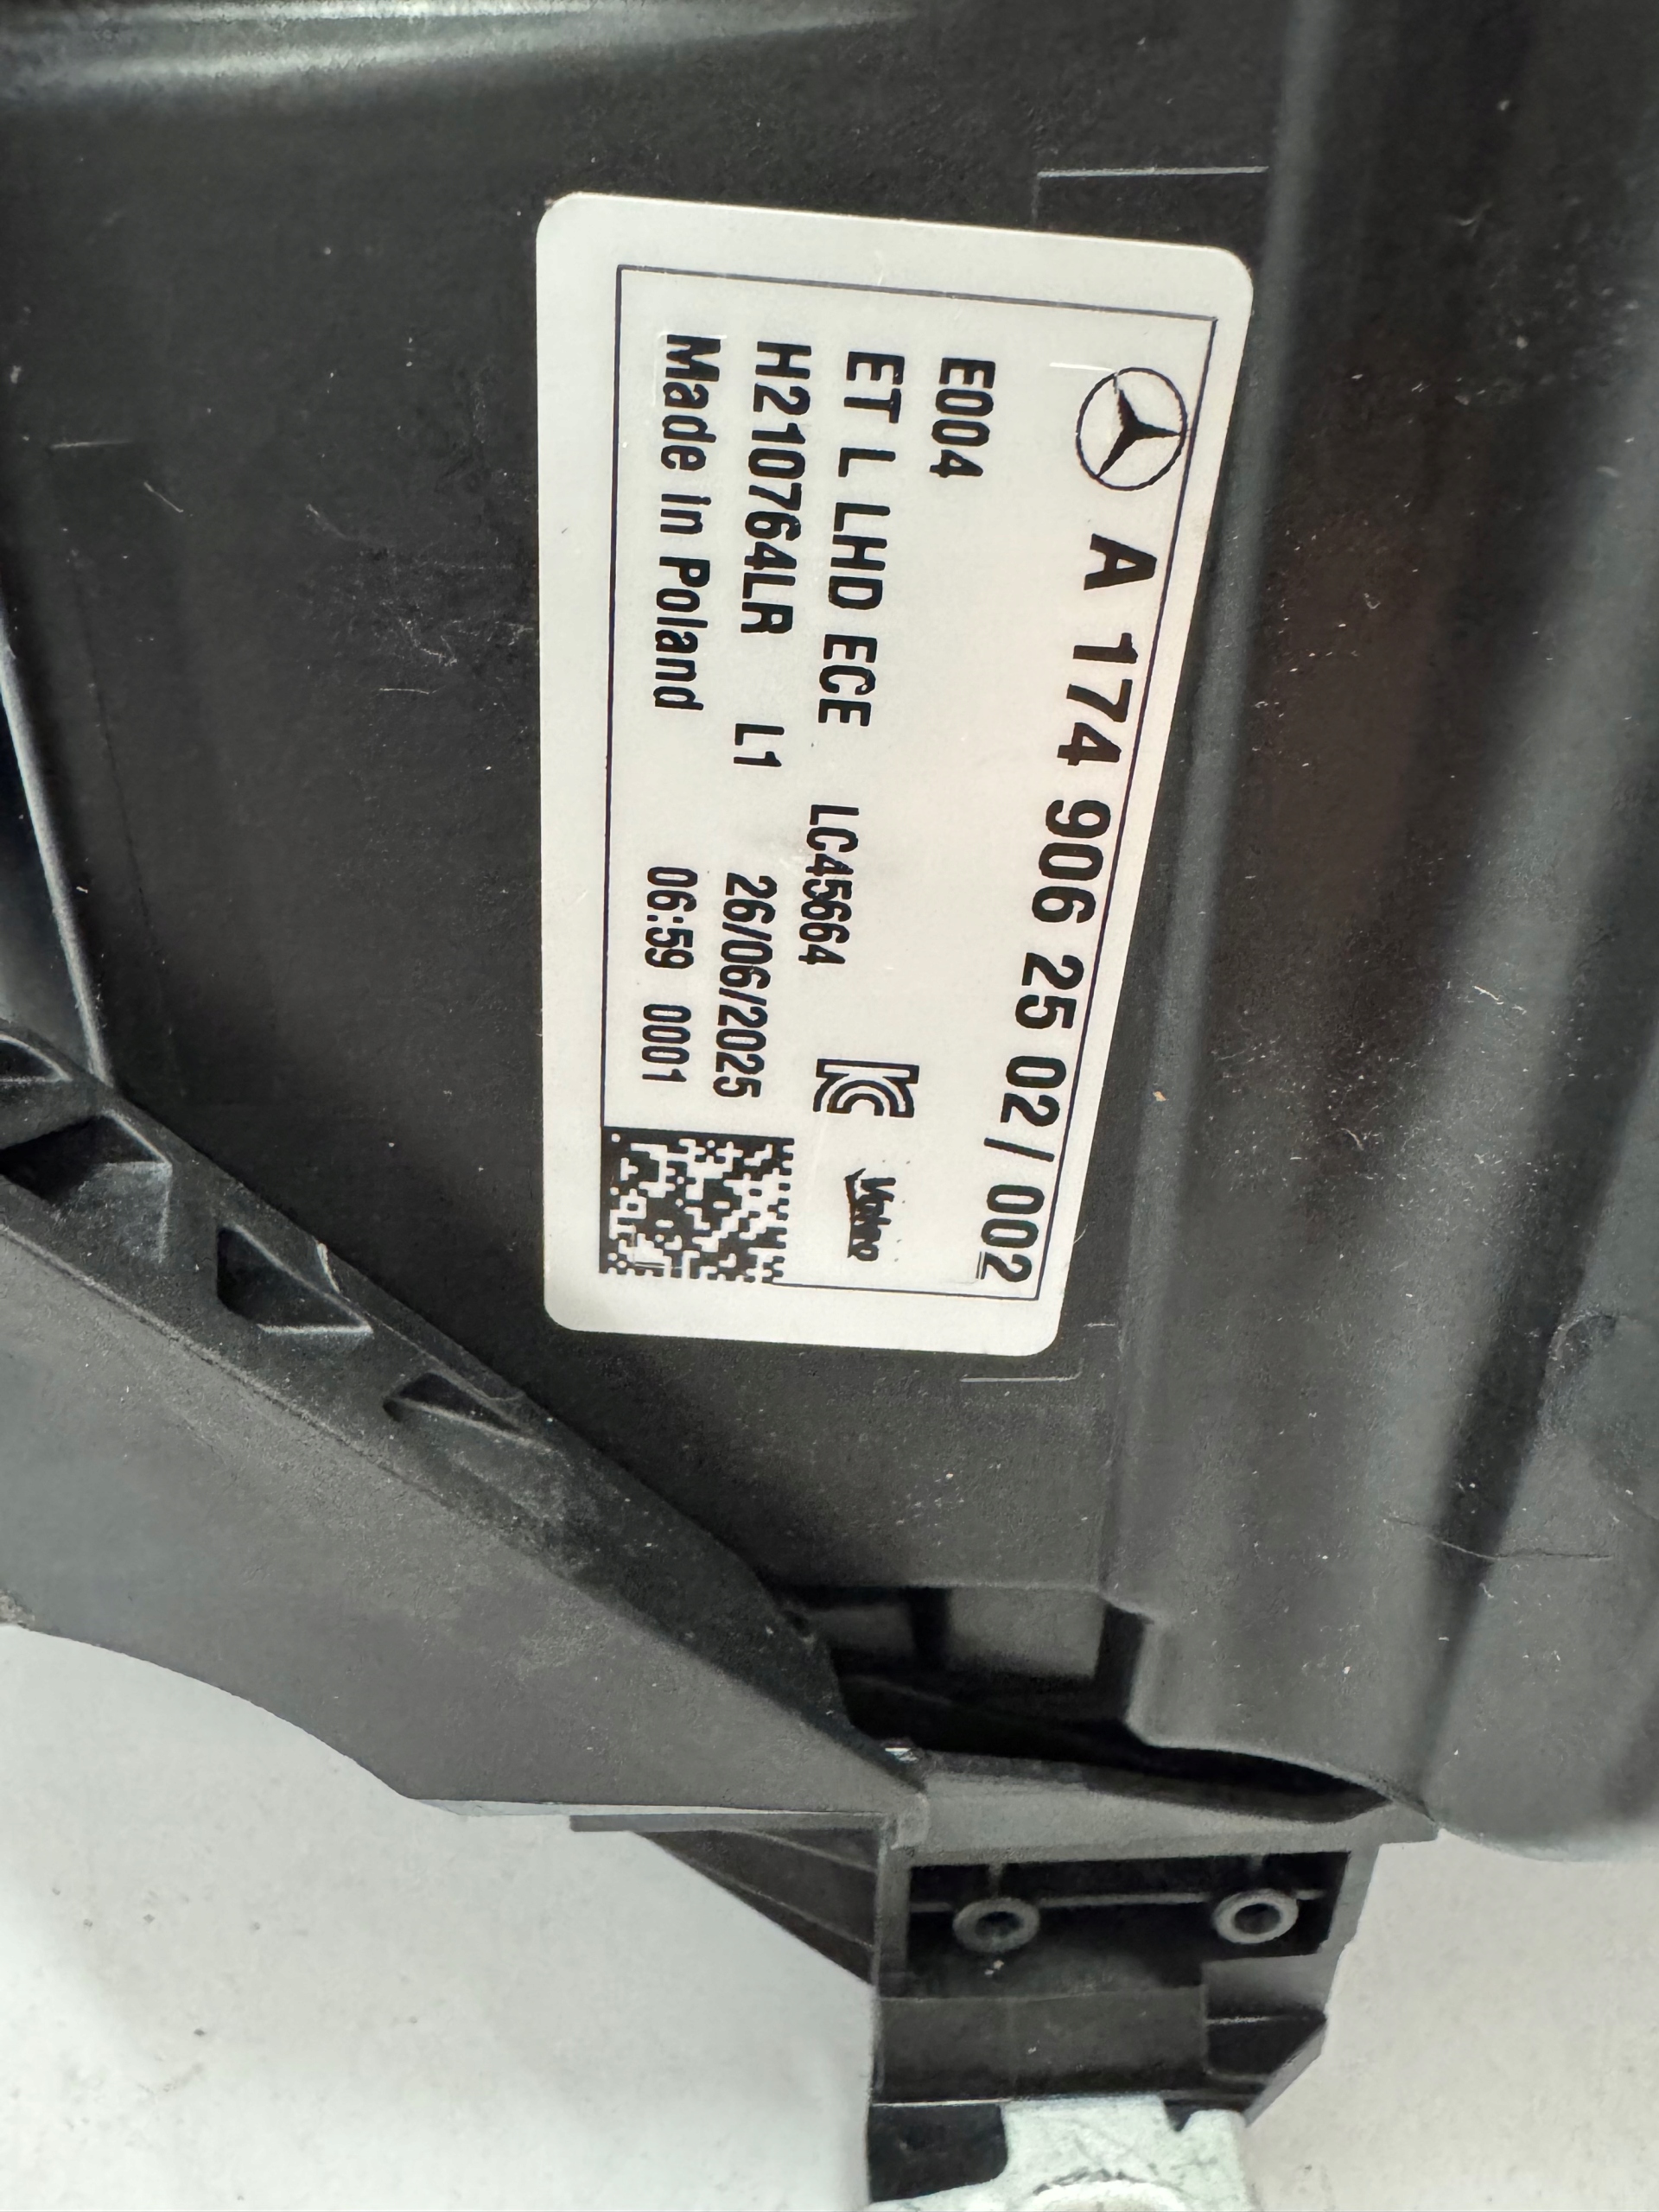 A 174 906 25 02/002
E004
ET L LHD ECE LC45664
H210764LR L1 26/06/2025
Made in Poland 06:59 0001
Valeo